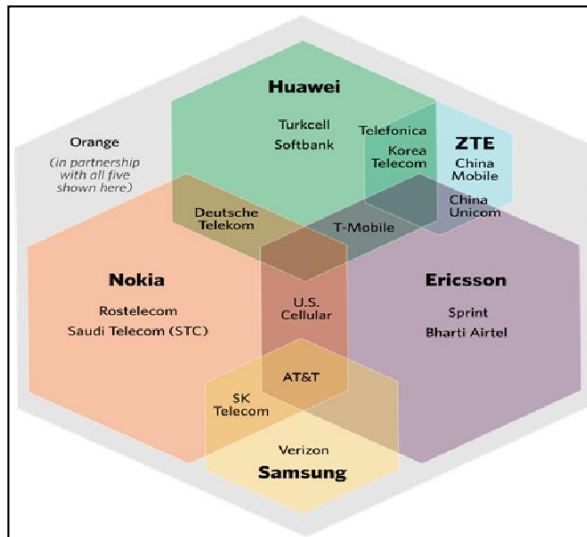 Huawei
Turkcell
Softbank
Orange
(in partnership
with all five
shown here)
Telefonica
Korea
Telecom
ZTE
China
Mobile
China
Unicom
Deutsche
Telekom
T-Mobile
Nokia
Rostelecom
Saudi Telecom (STC)
U.S.
Cellular
Ericsson
Sprint
Bharti Airtel
AT&T
SK
Telecom
Verizon
Samsung